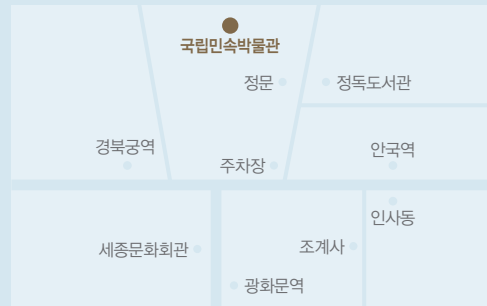 국립민속박물관
정문
정독도서관
경복궁역
주차장
안국역
인사동
세종문화회관
조계사
광화문역